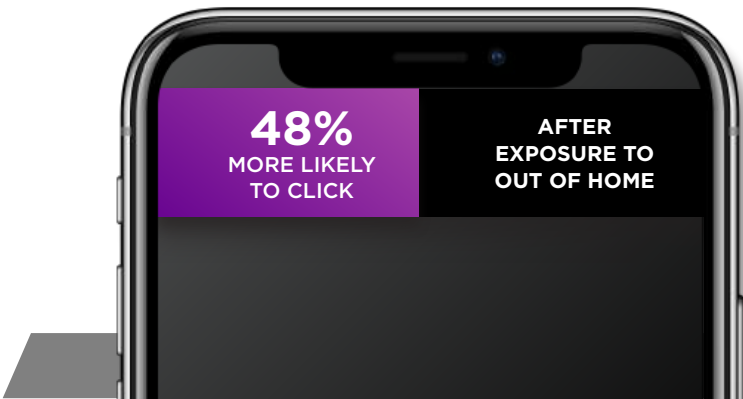 48%
MORE LIKELY
TO CLICK
AFTER
EXPOSURE TO
OUT OF HOME